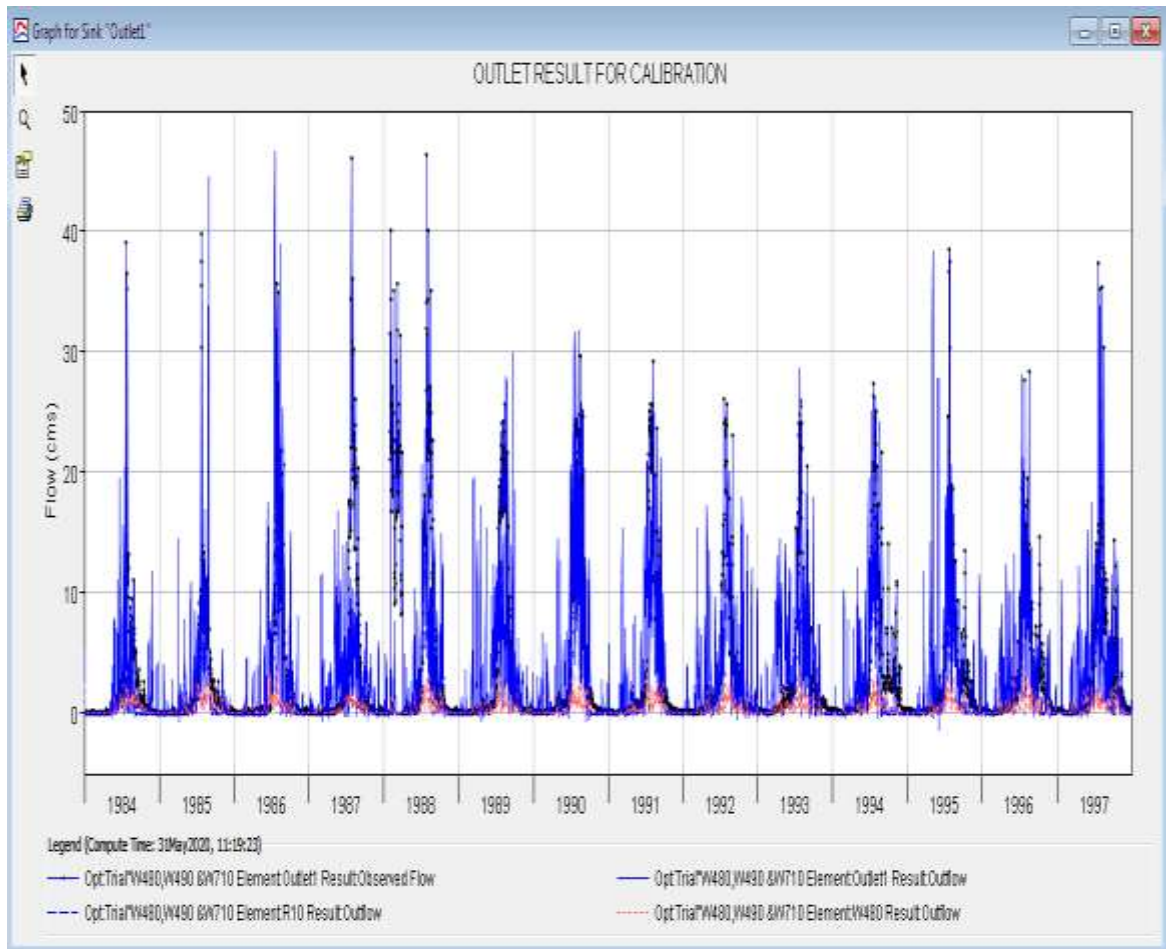 Graph for Sink "Outlet1"
OUTLET RESULT FOR CALIBRATION
50
40
30
20
10
0
Flow (cms)
1984 1985 1986 1987 1988 1989 1990 1991 1992 1993 1994 1995 1996 1997
Legend (Compute Time: 31May2020, 11:19:23)
Opt:Trial*W480,W490 &W710 Element:Outlet1 Result:Observed Flow
Opt:Trial*W480,W490 &W710 Element:Outlet1 Result:Outflow
Opt:Trial*W480,W490 &W710 Element:R10 Result:Outflow
Opt:Trial*W480,W490 &W710 Element:W480 Result:Outflow